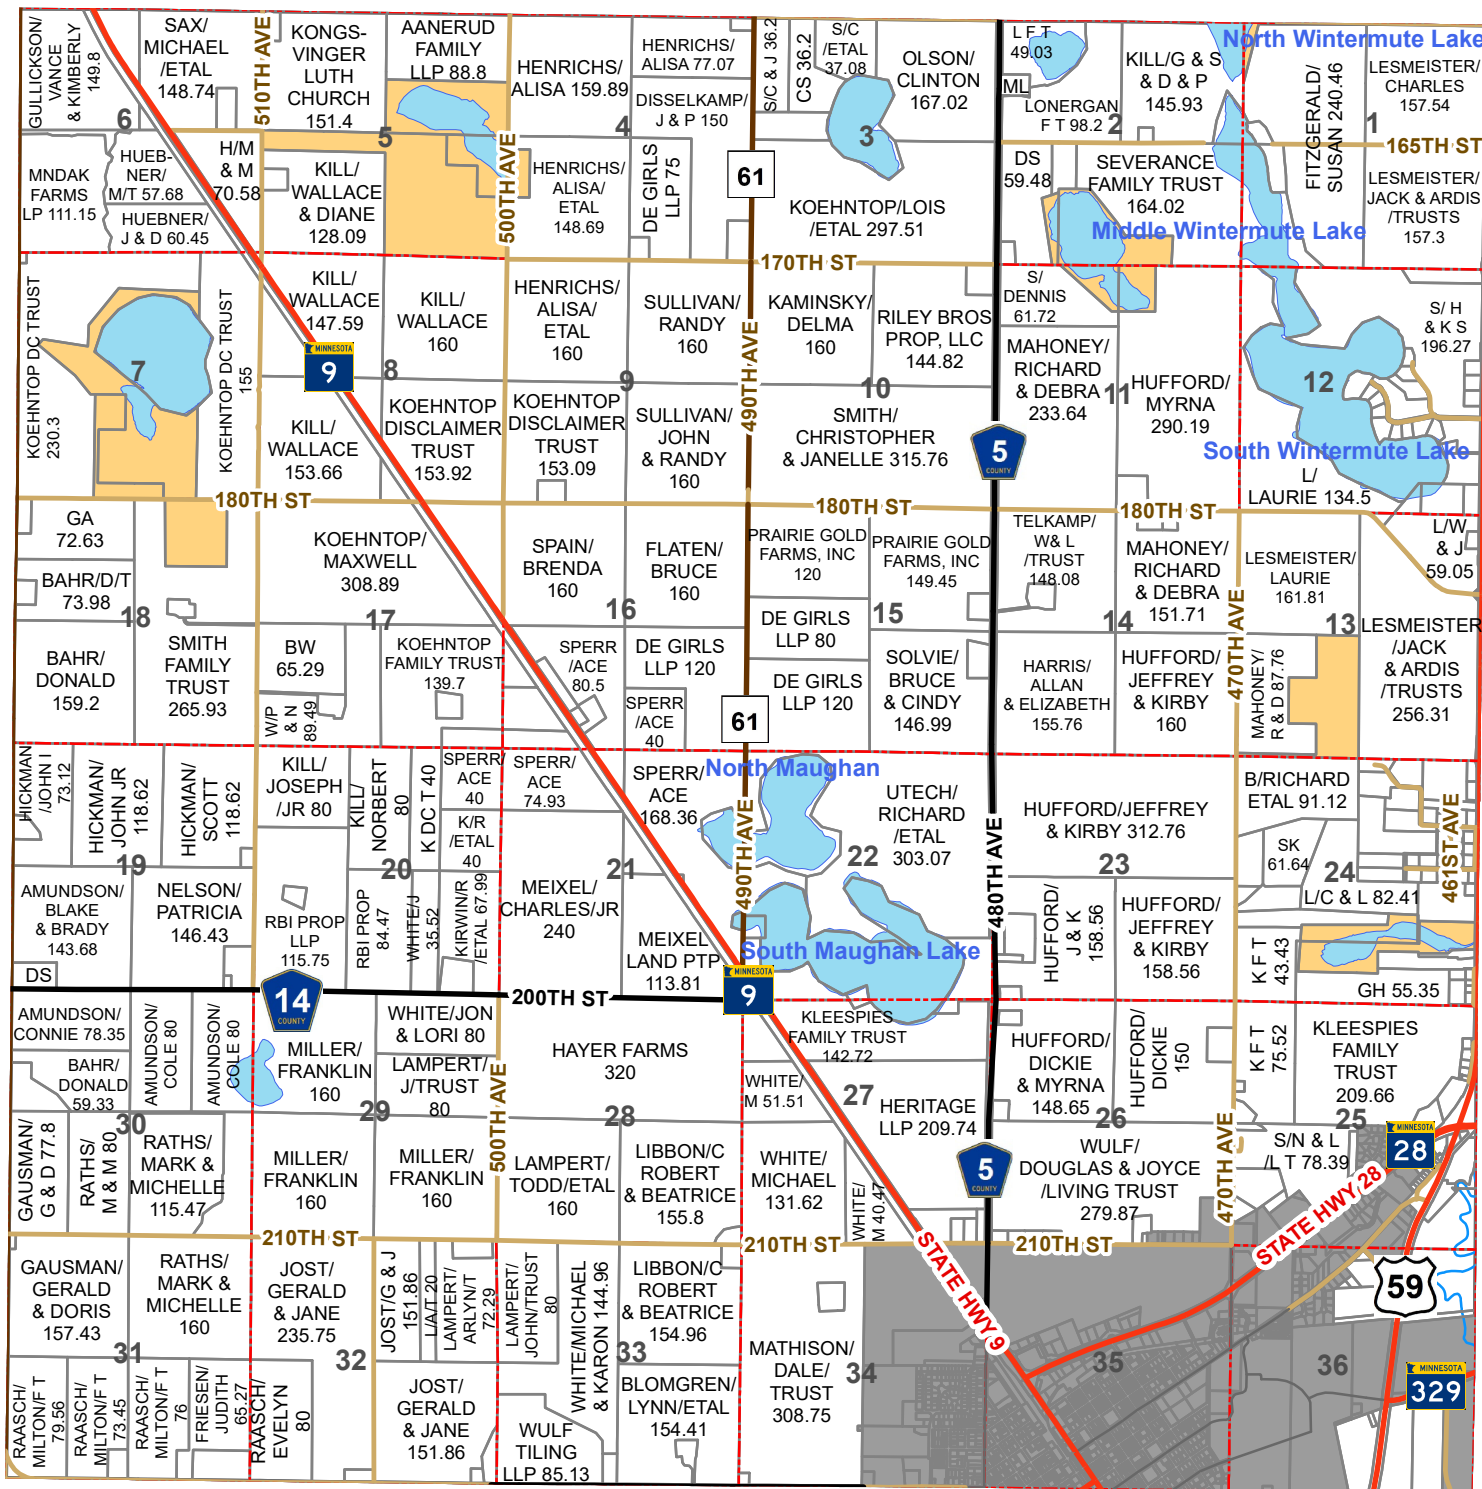 GULLICKSON/
VANCE
& KIMBERLY
149.8
SAX/
MICHAEL
/ETAL
148.74
510TH AVE
KONGS-
VINGER
LUTH
CHURCH
151.4
AANERUD
FAMILY
LLP 88.8
HENRICHS/
ALISA 159.89
HENRICHS/
ALISA 77.07
DISSELKAMP/
J & P 150
S/C & J 36.2
CS 36.2
S/C
/ETAL
37.08
OLSON/
CLINTON
167.02
L F T
49.03
ML
LONERGAN
F T 98.2
KILL/G & S
& D & P
145.93
North Wintermute Lake
FITZGERALD/
SUSAN 240.46
LESMEISTER/
CHARLES
157.54
6
5
4
3
2
1
165TH ST
MNDAK
FARMS
LP 111.15
HUEB-
NER/
M/T 57.68
HUEBNER/
J & D 60.45
H/M
& M
70.58
KILL/
WALLACE
& DIANE
128.09
500TH AVE
HENRICHS/
ALISA/
ETAL
148.69
DE GIRLS
LLP 75
61
KOEHNTOP/LOIS
/ETAL 297.51
DS
59.48
SEVERANCE
FAMILY TRUST
164.02
Middle Wintermute Lake
LESMEISTER/
JACK & ARDIS
/TRUSTS
157.3
170TH ST
KOEHNTOP DC TRUST
230.3
KOEHNTOP DC TRUST
155
KILL/
WALLACE
147.59
KILL/
WALLACE
160
HENRICHS/
ALISA/
ETAL
160
SULLIVAN/
RANDY
160
490TH AVE
KAMINSKY/
DELMA
160
RILEY BROS
PROP, LLC
144.82
S/
DENNIS
61.72
MAHONEY/
RICHARD
& DEBRA
233.64
HUFFORD/
MYRNA
290.19
S/ H
& K S
196.27
7
MINNESOTA
9
8
9
10
11
12
KILL/
WALLACE
153.66
KOEHNTOP
DISCLAIMER
TRUST
153.92
KOEHNTOP
DISCLAIMER
TRUST
153.09
SULLIVAN/
JOHN
& RANDY
160
SMITH/
CHRISTOPHER
& JANELLE 315.76
5
COUNTY
South Wintermute Lake
L/
LAURIE 134.5
180TH ST
180TH ST
180TH ST
GA
72.63
BAHR/D/T
73.98
KOEHNTOP/
MAXWELL
308.89
SPAIN/
BRENDA
160
FLATEN/
BRUCE
160
PRAIRIE GOLD
FARMS, INC
120
PRAIRIE GOLD
FARMS, INC
149.45
TELKAMP/
W& L
/TRUST
148.08
MAHONEY/
RICHARD
& DEBRA
151.71
470TH AVE
LESMEISTER/
LAURIE
161.81
L/W
& J
59.05
18
17
16
15
14
13
BAHR/
DONALD
159.2
SMITH
FAMILY
TRUST
265.93
BW
65.29
W/P
& N
89.49
KOEHNTOP
FAMILY TRUST
139.7
SPERR
/ACE
80.5
DE GIRLS
LLP 120
SPERR
/ACE
40
61
DE GIRLS
LLP 80
DE GIRLS
LLP 120
SOLVIE/
BRUCE
& CINDY
146.99
HARRIS/
ALLAN
& ELIZABETH
155.76
HUFFORD/
JEFFREY
& KIRBY
160
MAHONEY/
R & D 87.76
LESMEISTER
/JACK
& ARDIS
/TRUSTS
256.31
HICKMAN
/JOHN I
73.12
HICKMAN/
JOHN JR
118.62
HICKMAN/
SCOTT
118.62
KILL/
JOSEPH
/JR 80
KILL/
NORBERT
80
K DC T 40
SPERR/
ACE
40
K/R
/ETAL
40
SPERR/
ACE
74.93
SPERR/
ACE
168.36
North Maughan
490TH AVE
UTECH/
RICHARD
/ETAL
303.07
480TH AVE
HUFFORD/JEFFREY
& KIRBY 312.76
B/RICHARD
ETAL 91.12
SK
61.64
461ST AVE
19
20
21
22
23
24
AMUNDSON/
BLAKE
& BRADY
143.68
DS
NELSON/
PATRICIA
146.43
RBI PROP
LLP
115.75
RBI PROP
84.47
WHITE/J
35.52
KIRWIN/R
/ETAL 67.99
MEIXEL/
CHARLES/JR
240
MEIXEL
LAND PTP
113.81
South Maughan Lake
HUFFORD/
J & K
158.56
HUFFORD/
JEFFREY
& KIRBY
158.56
L/C & L 82.41
K F T
43.43
GH 55.35
14
COUNTY
200TH ST
MINNESOTA
9
AMUNDSON/
CONNIE 78.35
BAHR/
DONALD
59.33
AMUNDSON/
COLE 80
AMUNDSON/
COLE 80
MILLER/
FRANKLIN
160
WHITE/JON
& LORI 80
LAMPERT/
J/TRUST
80
500TH AVE
HAYER FARMS
320
KLEESPIES
FAMILY TRUST
142.72
WHITE/
M 51.51
HERITAGE
LLP 209.74
HUFFORD/
DICKIE
& MYRNA
148.65
HUFFORD/
DICKIE
150
470TH AVE
K F T
75.52
KLEESPIES
FAMILY
TRUST
209.66
30
29
28
27
26
25
GAUSMAN/
G & D 77.8
RATHS/
M & M 80
RATHS/
MARK &
MICHELLE
115.47
MILLER/
FRANKLIN
160
MILLER/
FRANKLIN
160
LAMPERT/
TODD/ETAL
160
LIBBON/C
ROBERT
& BEATRICE
155.8
WHITE/
MICHAEL
131.62
WHITE/
M 40.47
5
COUNTY
WULF/
DOUGLAS & JOYCE
/LIVING TRUST
279.87
S/N & L
/L T 78.39
MINNESOTA
28
STATE HWY 28
210TH ST
210TH ST
210TH ST
GAUSMAN/
GERALD
& DORIS
157.43
RATHS/
MARK &
MICHELLE
160
JOST/
GERALD
& JANE
235.75
JOST/G & J
151.86
L/A/T 20
LAMPERT/
ARLYN/T
72.29
LAMPERT/
JOHN/TRUST
80
WHITE/MICHAEL
& KARON 144.96
LIBBON/C
ROBERT
& BEATRICE
154.96
MATHISON/
DALE/
TRUST
308.75
STATE HWY 9
59
31
32
33
34
35
36
RAASCH/
MILTON/F T
79.56
RAASCH/
MILTON/F T
73.45
RAASCH/
MILTON/F T
76
FRIESEN/
JUDITH
65.27
RAASCH/
EVELYN
80
JOST/
GERALD
& JANE
151.86
WULF
TILING
LLP 85.13
BLOMGREN/
LYNN/ETAL
154.41
MINNESOTA
329